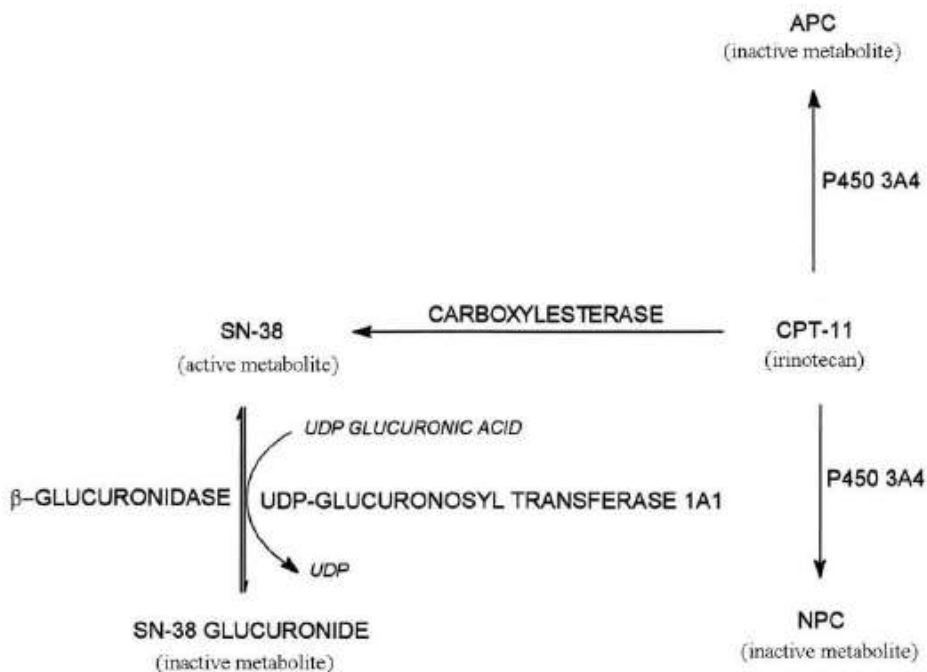 APC
(inactive metabolite)
P450 3A4
CARBOXYLESTERASE
SN-38
(active metabolite)
CPT-11
(irinotecan)
UDP GLUCURONIC ACID
β-GLUCURONIDASE
UDP-GLUCURONOSYL TRANSFERASE 1A1
P450 3A4
UDP
SN-38 GLUCURONIDE
(inactive metabolite)
NPC
(inactive metabolite)